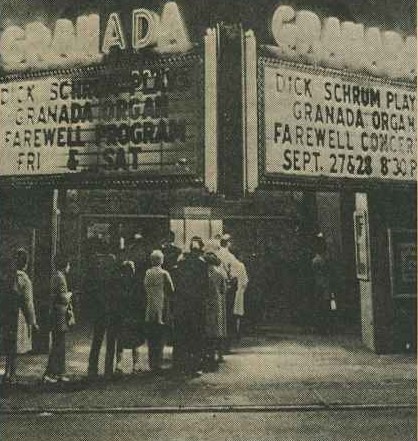 GRANADA
DICK SCHRUM PLAYS
GRANADA ORGAN
FAREWELL PROGRAM
FRI & SAT
GRANADA
DICK SCHRUM PLAY
GRANADA ORGAN
FAREWELL CONCER
SEPT. 27&28 8:30 P